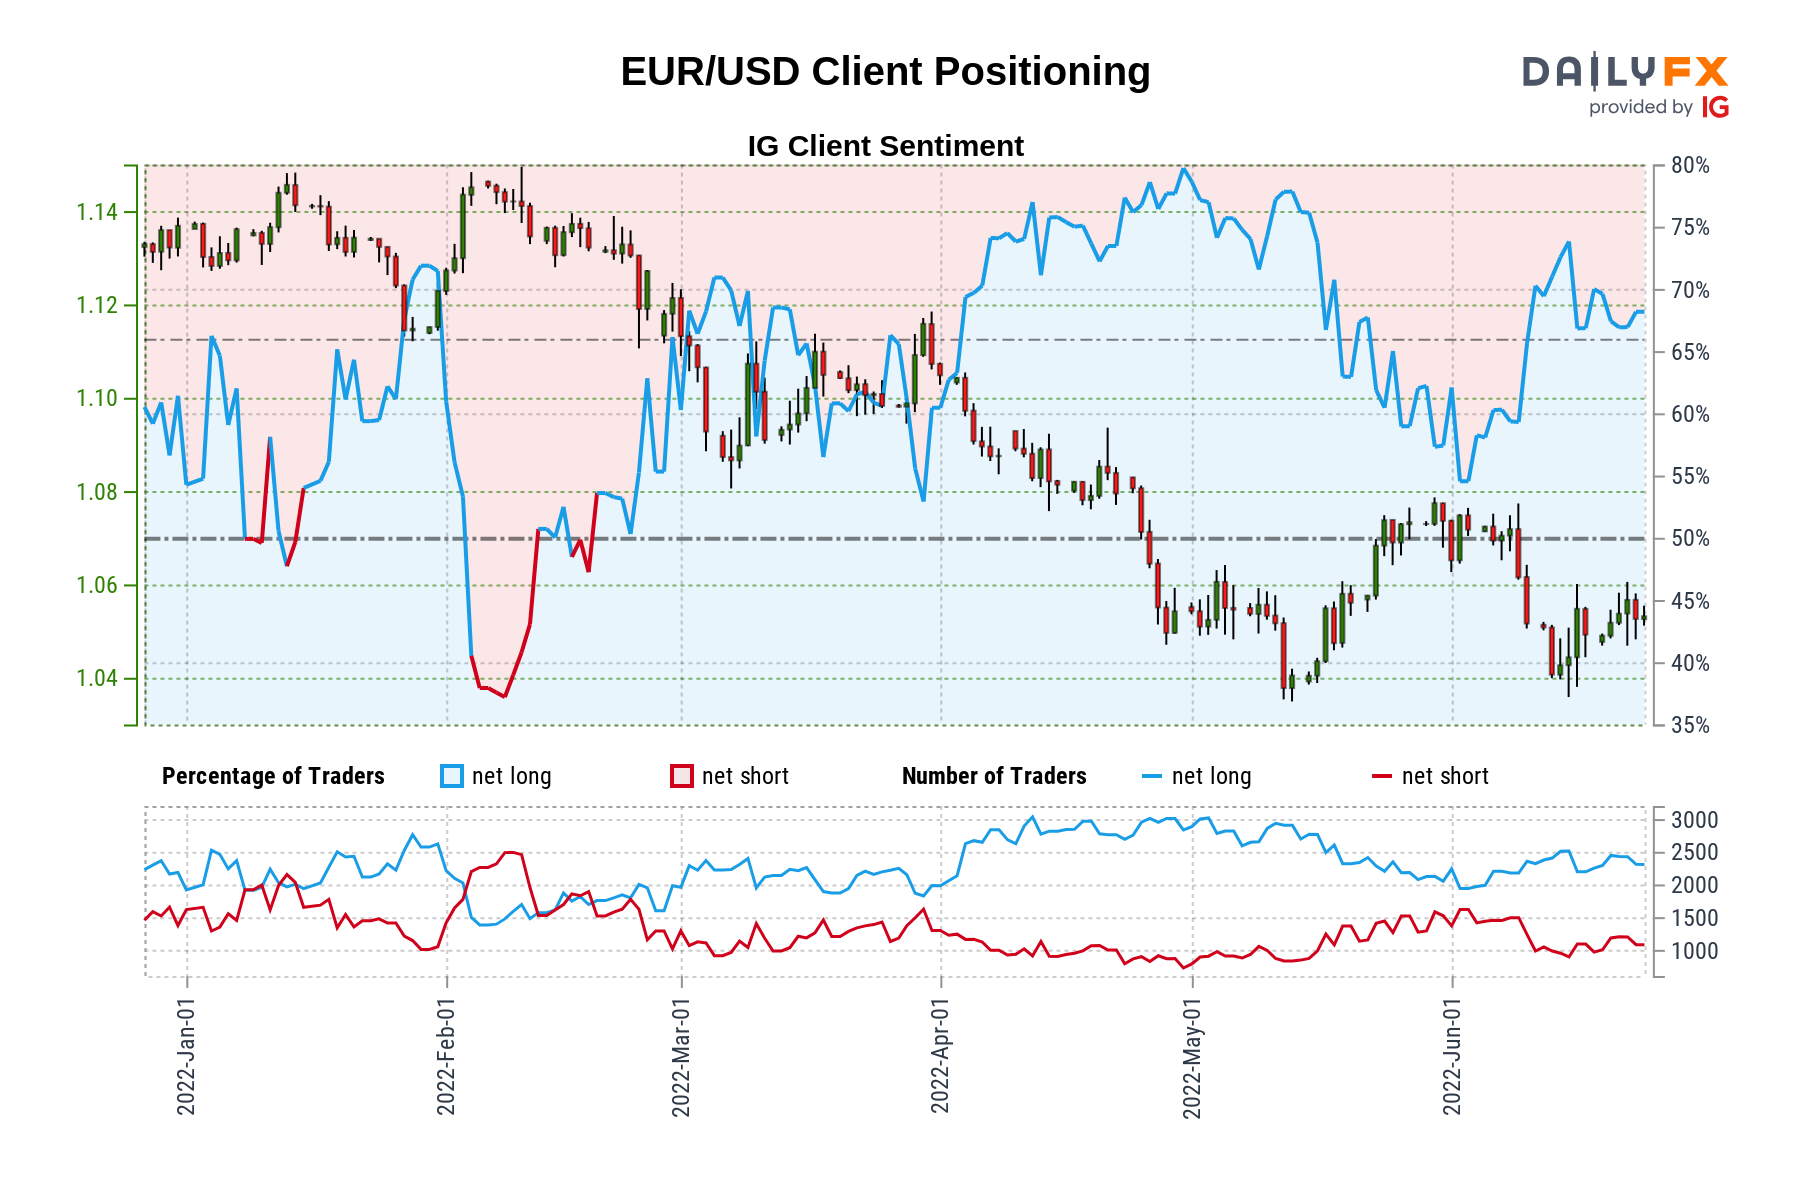 EUR/USD Client Positioning
DAILYFX
provided by IG
IG Client Sentiment
80%
1.14
75%
70%
1.12
65%
1.10
60%
55%
1.08
50%
1.06
45%
40%
1.04
35%
Percentage of Traders net long net short Number of Traders net long net short
3000
2500
2000
1500
1000
2022-Jan-01
2022-Feb-01
2022-Mar-01
2022-Apr-01
2022-May-01
2022-Jun-01